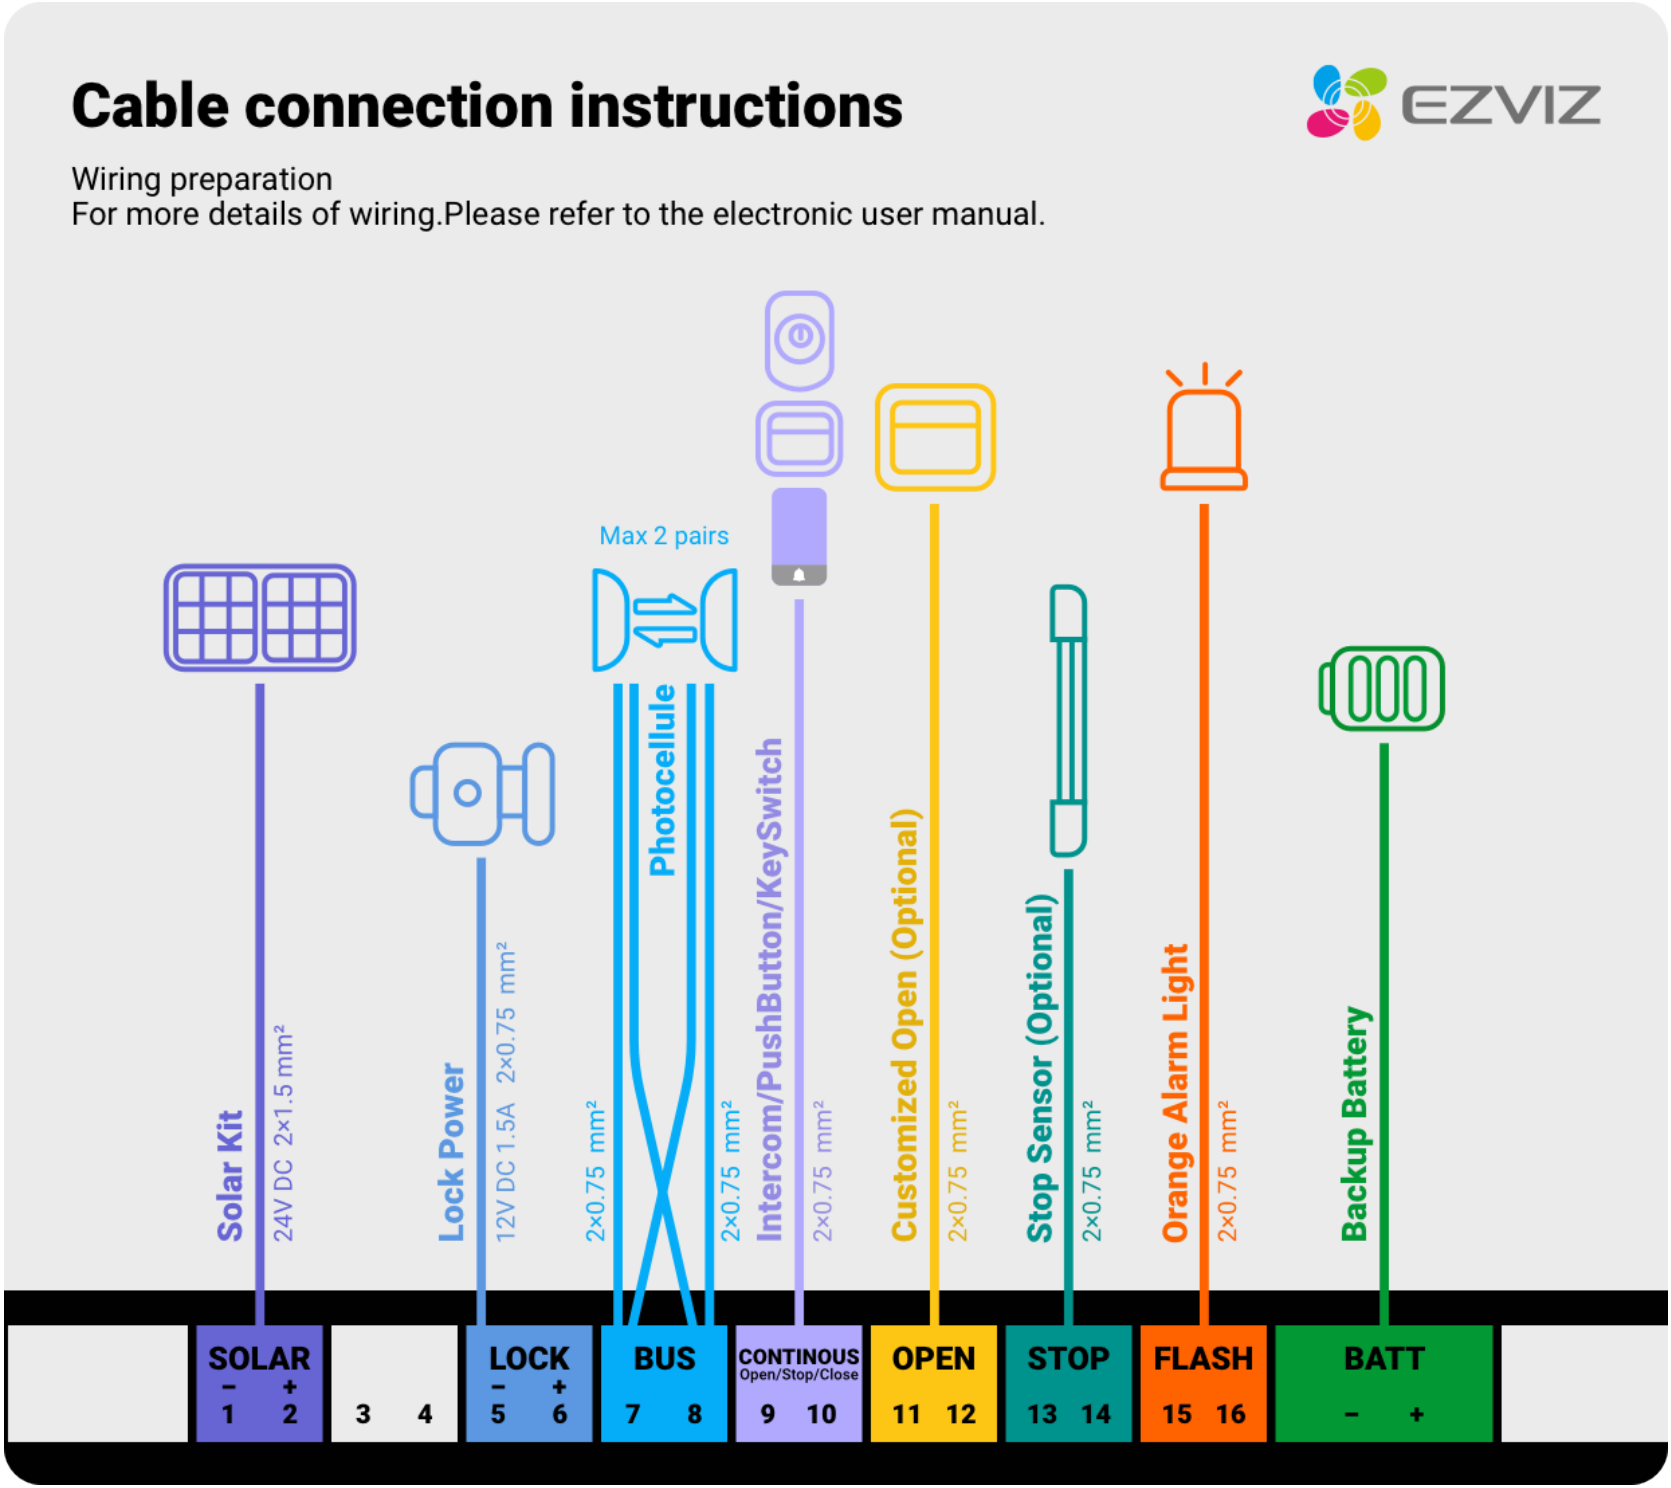 Cable connection instructions
EZVIZ
Wiring preparation
For more details of wiring.Please refer to the electronic user manual.
Max 2 pairs
Solar Kit
24V DC 2×1.5 mm²
Lock Power
12V DC 1.5A 2×0.75 mm²
2×0.75 mm²
Photocellule
2×0.75 mm²
Intercom/PushButton/KeySwitch
2×0.75 mm²
Customized Open (Optional)
2×0.75 mm²
Stop Sensor (Optional)
2×0.75 mm²
Orange Alarm Light
2×0.75 mm²
Backup Battery
SOLAR
− +
1 2
3 4
LOCK
− +
5 6
BUS
7 8
CONTINOUS
Open/Stop/Close
9 10
OPEN
11 12
STOP
13 14
FLASH
15 16
BATT
− +